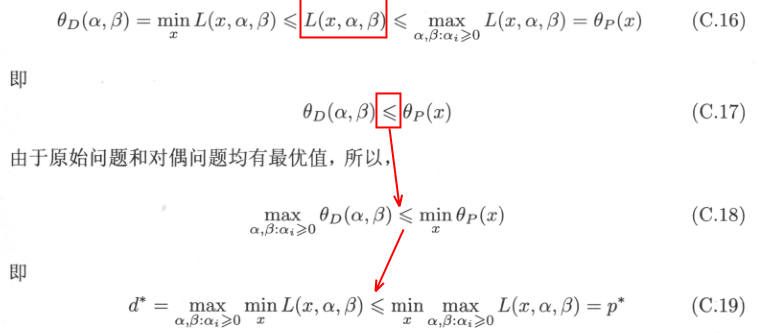 θ_D(α, β) = min_x L(x, α, β) ⩽ L(x, α, β) ⩽ max_{α,β:α_i⩾0} L(x, α, β) = θ_P(x) (C.16)
即
θ_D(α, β) ⩽ θ_P(x) (C.17)
由于原始问题和对偶问题均有最优值，所以，
max_{α,β:α_i⩾0} θ_D(α, β) ⩽ min_x θ_P(x) (C.18)
即
d* = max_{α,β:α_i⩾0} min_x L(x, α, β) ⩽ min_x max_{α,β:α_i⩾0} L(x, α, β) = p* (C.19)